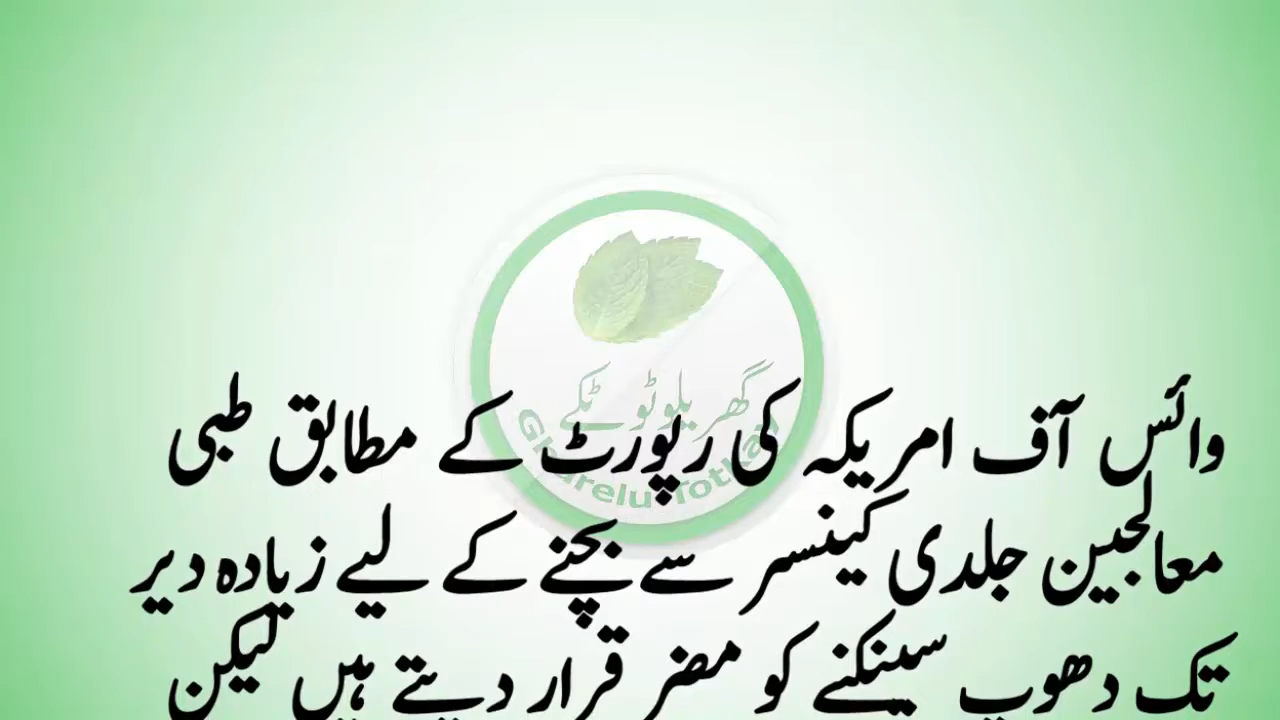 گھریلو ٹوٹکے
Gharelu Totkay
وائس آف امریکہ کی رپورٹ کے مطابق طبی
معالجین جلدی کینسر سے بچنے کے لیے زیادہ دیر
تک دھوپ سینکنے کو مضر قرار دیتے ہیں لیکن